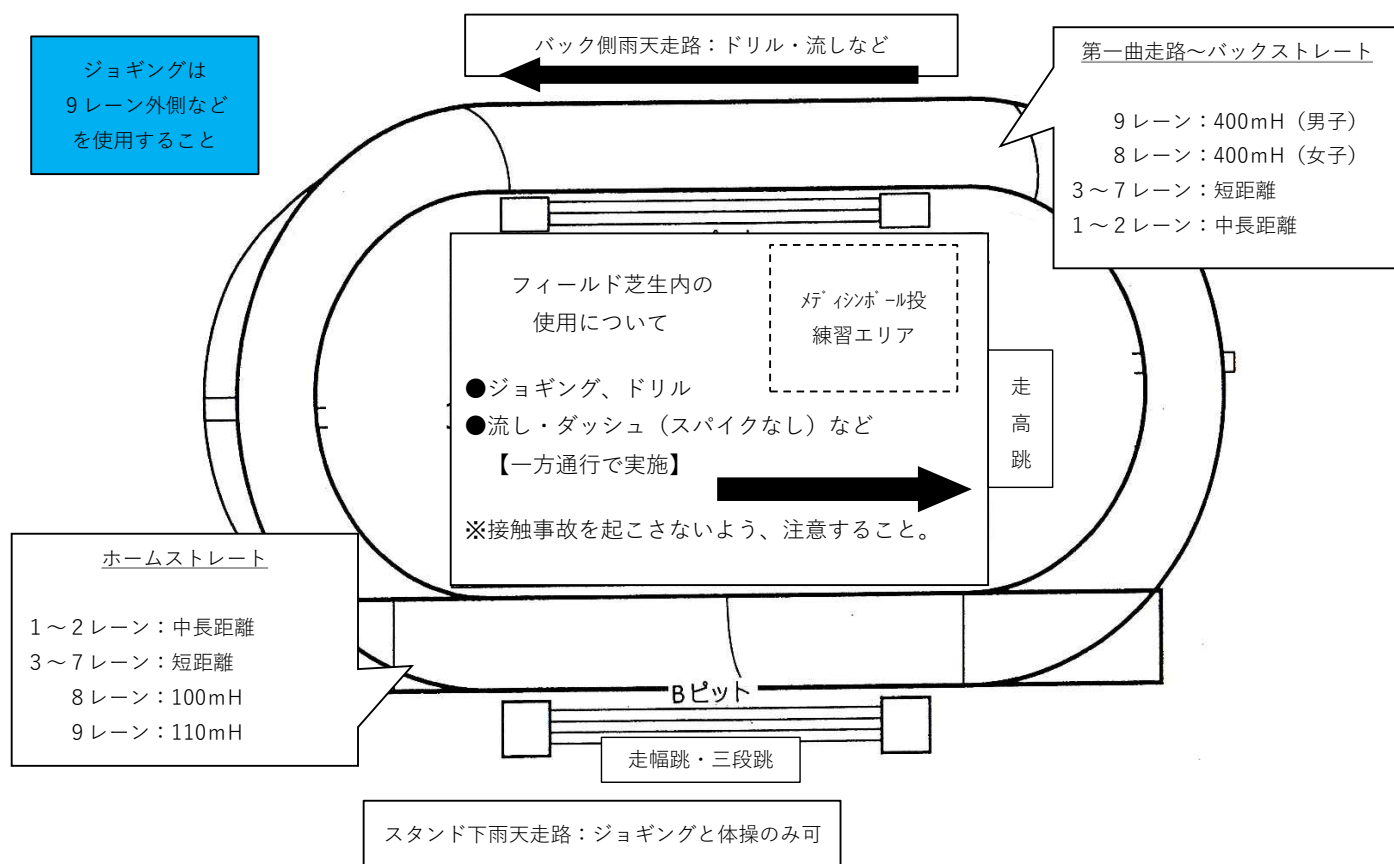 バック側雨天走路：ドリル・流しなど
ジョギングは
９レーン外側など
を使用すること
第一曲走路～バックストレート
９レーン：400mH（男子）
８レーン：400mH（女子）
３～７レーン：短距離
１～２レーン：中長距離
フィールド芝生内の
使用について
ﾒﾃﾞｨｼﾝﾎﾞｰﾙ投
練習エリア
●ジョギング、ドリル
●流し・ダッシュ（スパイクなし）など
【一方通行で実施】
※接触事故を起こさないよう、注意すること。
走
高
跳
ホームストレート
１～２レーン：中長距離
３～７レーン：短距離
８レーン：100mH
９レーン：110mH
Bピット
走幅跳・三段跳
スタンド下雨天走路：ジョギングと体操のみ可